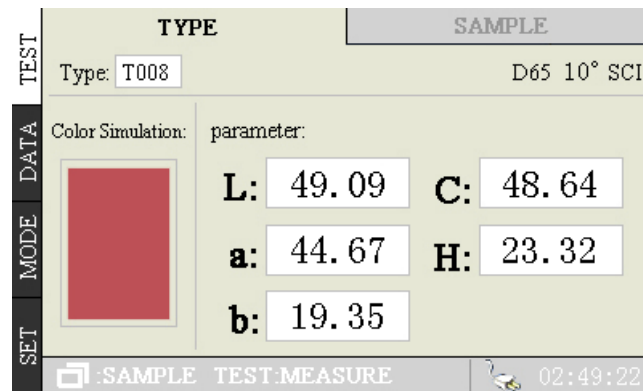 TYPE
SAMPLE
TEST
DATA
MODE
SET
Type: T008
D65 10° SCI
Color Simulation:
parameter:
L: 49.09
C: 48.64
a: 44.67
H: 23.32
b: 19.35
:SAMPLE TEST:MEASURE
02:49:22